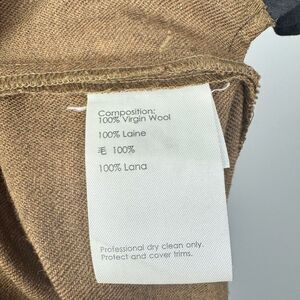 Composition:
100% Virgin Wool
100% Laine
毛 100%
100% Lana
Professional dry clean only.
Protect and cover trims.